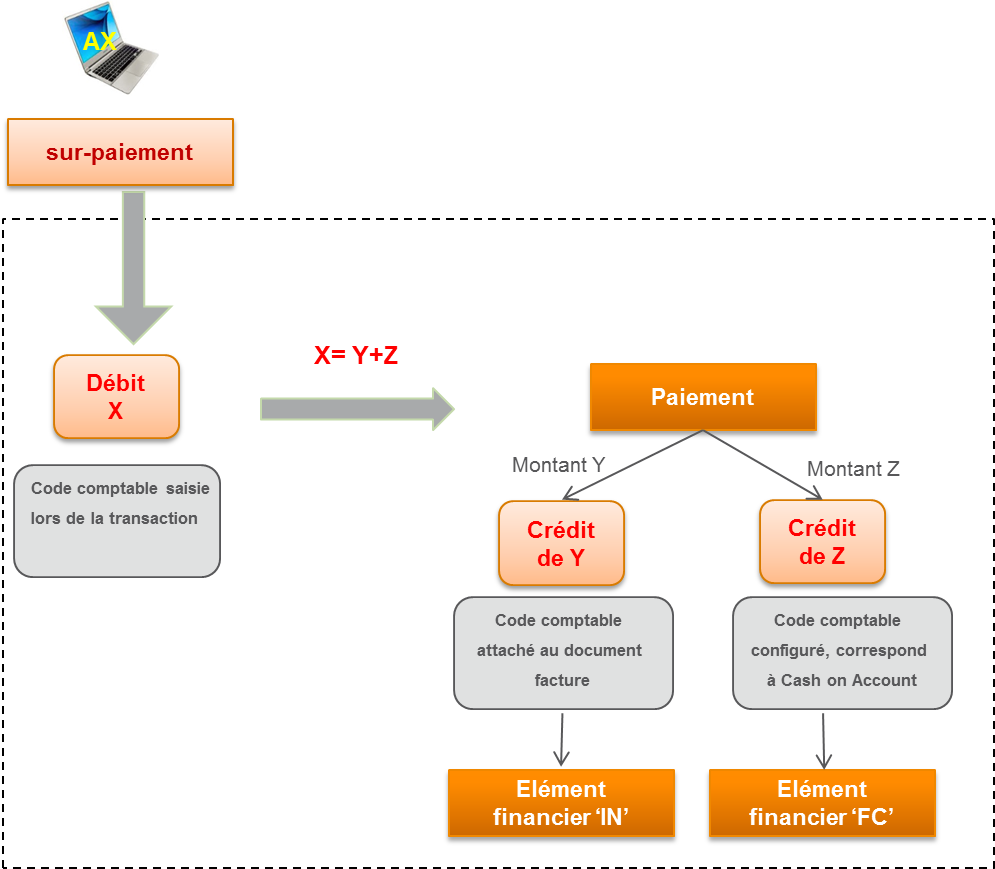 AX
sur-paiement
X= Y+Z
Débit
X
Paiement
Montant Y
Montant Z
Code comptable saisie
lors de la transaction
Crédit
de Y
Crédit
de Z
Code comptable
attaché au document
facture
Code comptable
configuré, correspond
à Cash on Account
Elément
financier ‘IN’
Elément
financier ‘FC’